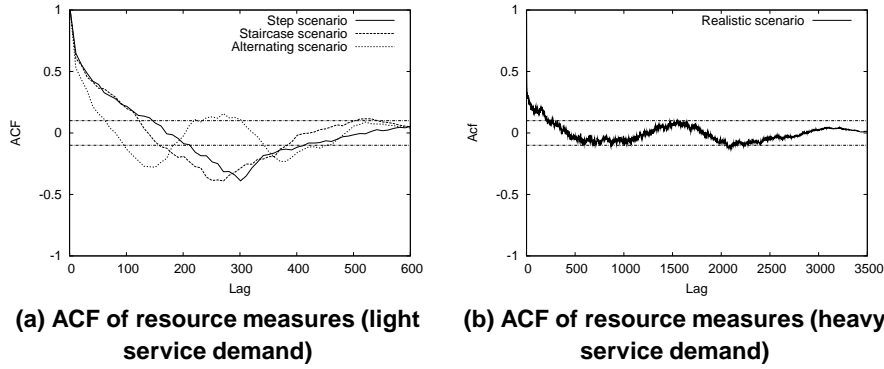 1
0.5
0
-0.5
-1
ACF
0 100 200 300 400 500 600
Lag
Step scenario
Staircase scenario
Alternating scenario
(a) ACF of resource measures (light
service demand)
1
0.5
0
-0.5
-1
Acf
0 500 1000 1500 2000 2500 3000 3500
Lag
Realistic scenario
(b) ACF of resource measures (heavy
service demand)